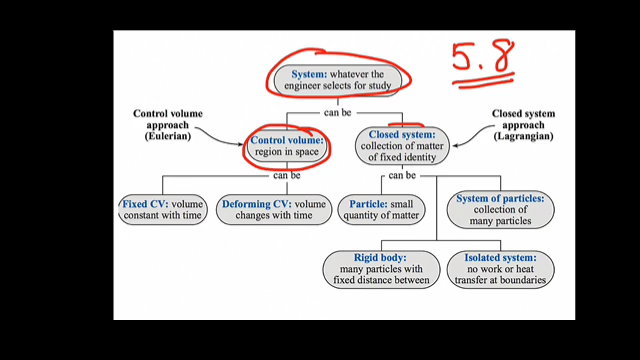 5.8
System: whatever the
engineer selects for study
can be
Control volume
approach
(Eulerian)
Control volume:
region in space
Closed system:
collection of matter
of fixed identity
Closed system
approach
(Lagrangian)
can be
can be
Fixed CV: volume
constant with time
Deforming CV: volume
changes with time
Particle: small
quantity of matter
System of particles:
collection of
many particles
Rigid body:
many particles with
fixed distance between
Isolated system:
no work or heat
transfer at boundaries